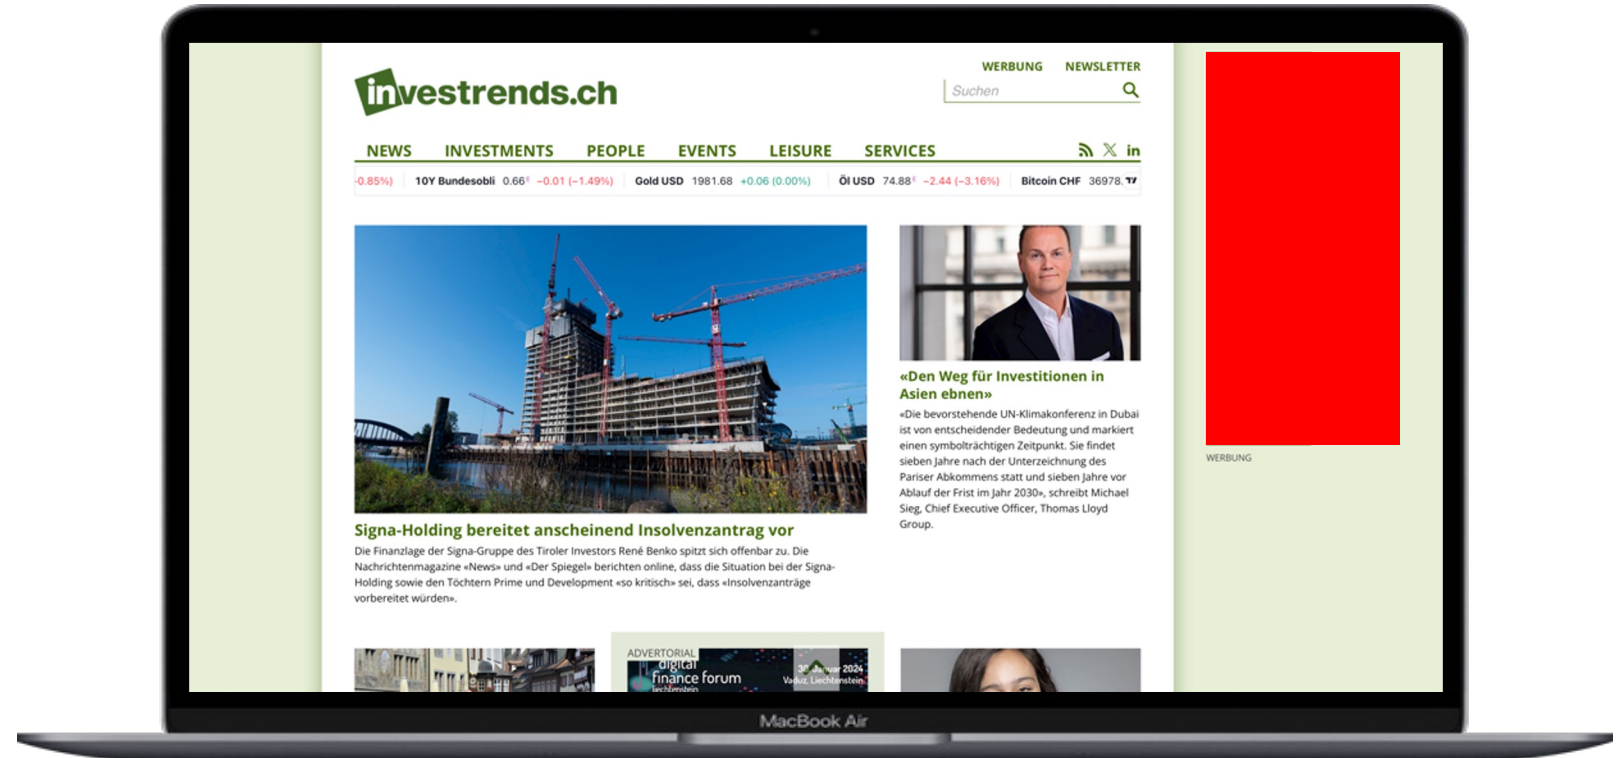 WERBUNG NEWSLETTER
investrends.ch
Suchen
NEWS INVESTMENTS PEOPLE EVENTS LEISURE SERVICES
-0.85%) 10Y Bundesobli 0.66 −0.01 (−1.49%) Gold USD 1981.68 +0.06 (0.00%) Öl USD 74.88 −2.44 (−3.16%) Bitcoin CHF 36978.
«Den Weg für Investitionen in
Asien ebnen»
«Die bevorstehende UN-Klimakonferenz in Dubai
ist von entscheidender Bedeutung und markiert
einen symbolträchtigen Zeitpunkt. Sie findet
sieben Jahre nach der Unterzeichnung des
Pariser Abkommens statt und sieben Jahre vor
Ablauf der Frist im Jahr 2030», schreibt Michael
Sieg, Chief Executive Officer, Thomas Lloyd
Group.
WERBUNG
Signa-Holding bereitet anscheinend Insolvenzantrag vor
Die Finanzlage der Signa-Gruppe des Tiroler Investors René Benko spitzt sich offenbar zu. Die
Nachrichtenmagazine «News» und «Der Spiegel» berichten online, dass die Situation bei der Signa-
Holding sowie den Töchtern Prime und Development «so kritisch» sei, dass «Insolvenzanträge
vorbereitet würden».
ADVERTORIAL
digital
finance forum
liechtenstein
30. Januar 2024
Vaduz, Liechtenstein
MacBook Air